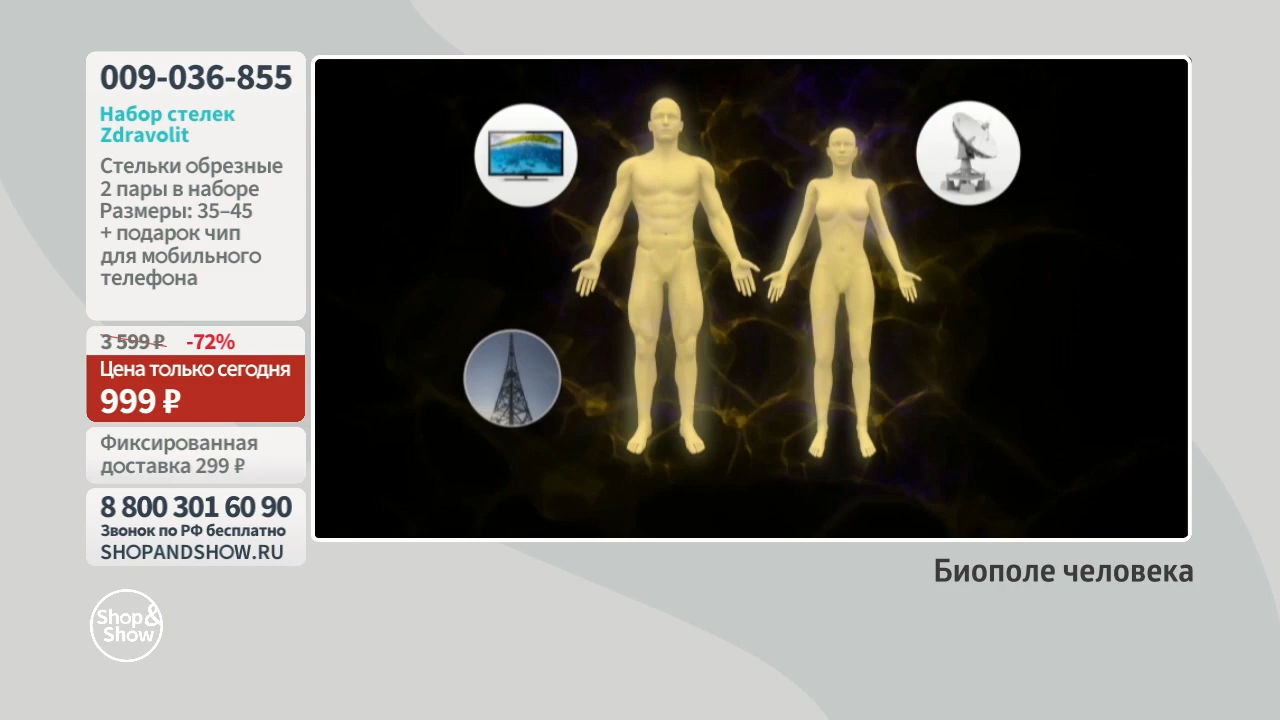 009-036-855
Набор стелек
Zdravolit
Стельки обрезные
2 пары в наборе
Размеры: 35–45
+ подарок чип
для мобильного
телефона
3 599 ₽ -72%
Цена только сегодня
999 ₽
Фиксированная
доставка 299 ₽
8 800 301 60 90
Звонок по РФ бесплатно
SHOPANDSHOW.RU
Shop&
Show
Биополе человека